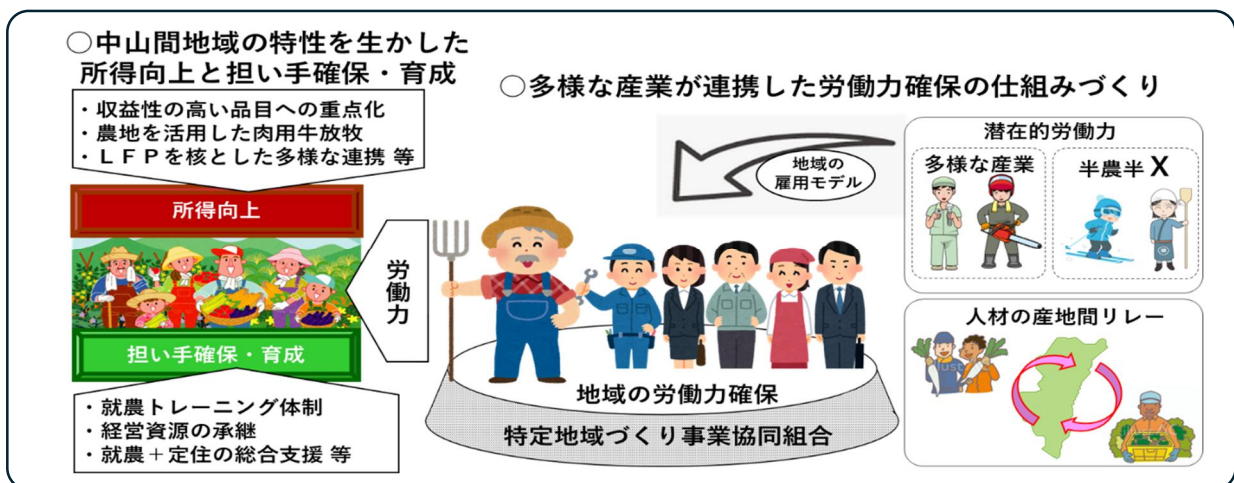 ○中山間地域の特性を生かした
所得向上と担い手確保・育成
・収益性の高い品目への重点化
・農地を活用した肉用牛放牧
・ＬＦＰを核とした多様な連携 等
所得向上
担い手確保・育成
・就農トレーニング体制
・経営資源の承継
・就農＋定住の総合支援 等
労働力
○多様な産業が連携した労働力確保の仕組みづくり
地域の
雇用モデル
地域の労働力確保
特定地域づくり事業協同組合
潜在的労働力
多様な産業
半農半X
人材の産地間リレー